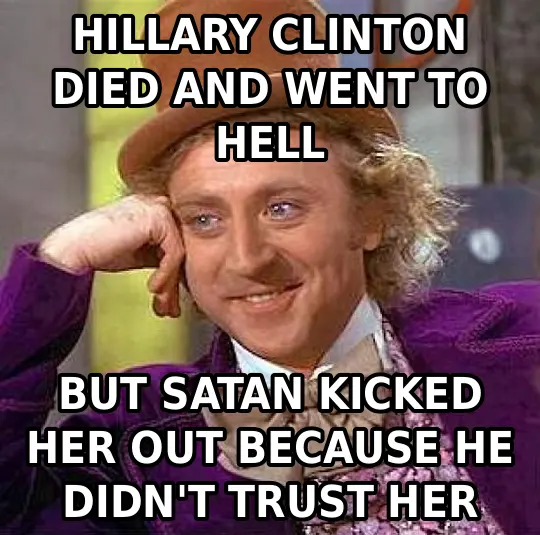 HILLARY CLINTON
DIED AND WENT TO
HELL
BUT SATAN KICKED
HER OUT BECAUSE HE
DIDN'T TRUST HER